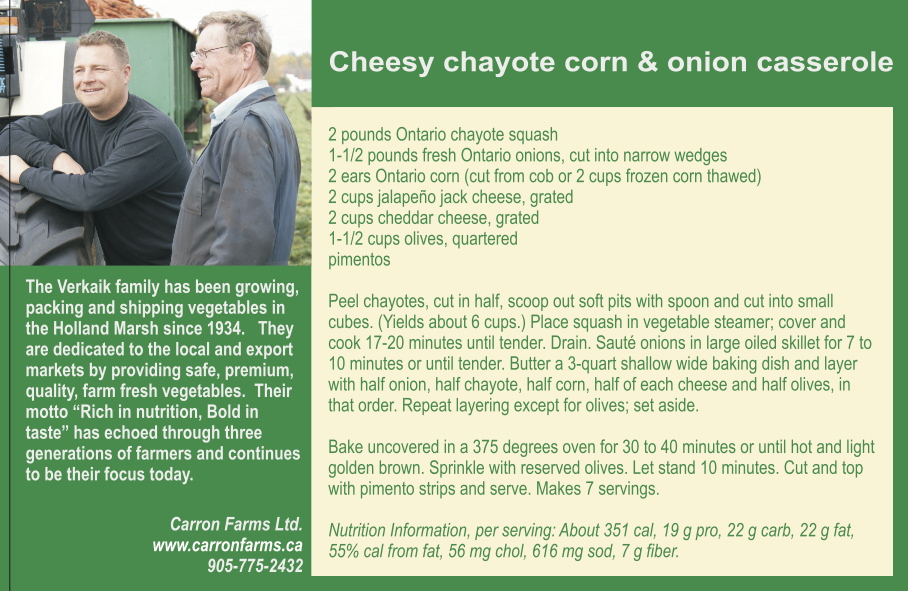 Cheesy chayote corn & onion casserole
2 pounds Ontario chayote squash
1-1/2 pounds fresh Ontario onions, cut into narrow wedges
2 ears Ontario corn (cut from cob or 2 cups frozen corn thawed)
2 cups jalapeño jack cheese, grated
2 cups cheddar cheese, grated
1-1/2 cups olives, quartered
pimentos
Peel chayotes, cut in half, scoop out soft pits with spoon and cut into small
cubes. (Yields about 6 cups.) Place squash in vegetable steamer; cover and
cook 17-20 minutes until tender. Drain. Sauté onions in large oiled skillet for 7 to
10 minutes or until tender. Butter a 3-quart shallow wide baking dish and layer
with half onion, half chayote, half corn, half of each cheese and half olives, in
that order. Repeat layering except for olives; set aside.
Bake uncovered in a 375 degrees oven for 30 to 40 minutes or until hot and light
golden brown. Sprinkle with reserved olives. Let stand 10 minutes. Cut and top
with pimento strips and serve. Makes 7 servings.
Nutrition Information, per serving: About 351 cal, 19 g pro, 22 g carb, 22 g fat,
55% cal from fat, 56 mg chol, 616 mg sod, 7 g fiber.
The Verkaik family has been growing,
packing and shipping vegetables in
the Holland Marsh since 1934. They
are dedicated to the local and export
markets by providing safe, premium,
quality, farm fresh vegetables. Their
motto “Rich in nutrition, Bold in
taste” has echoed through three
generations of farmers and continues
to be their focus today.
Carron Farms Ltd.
www.carronfarms.ca
905-775-2432